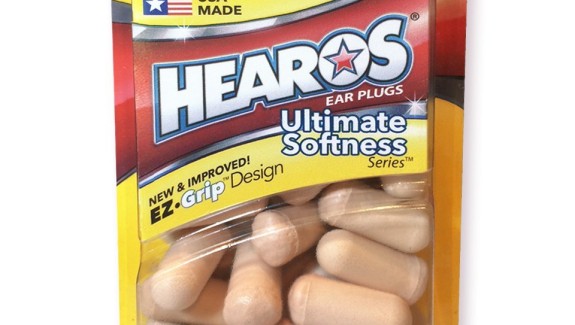 USA
MADE
HEAROS®
EAR PLUGS
Ultimate
Softness
Series™
NEW & IMPROVED!
EZ•Grip™ Design